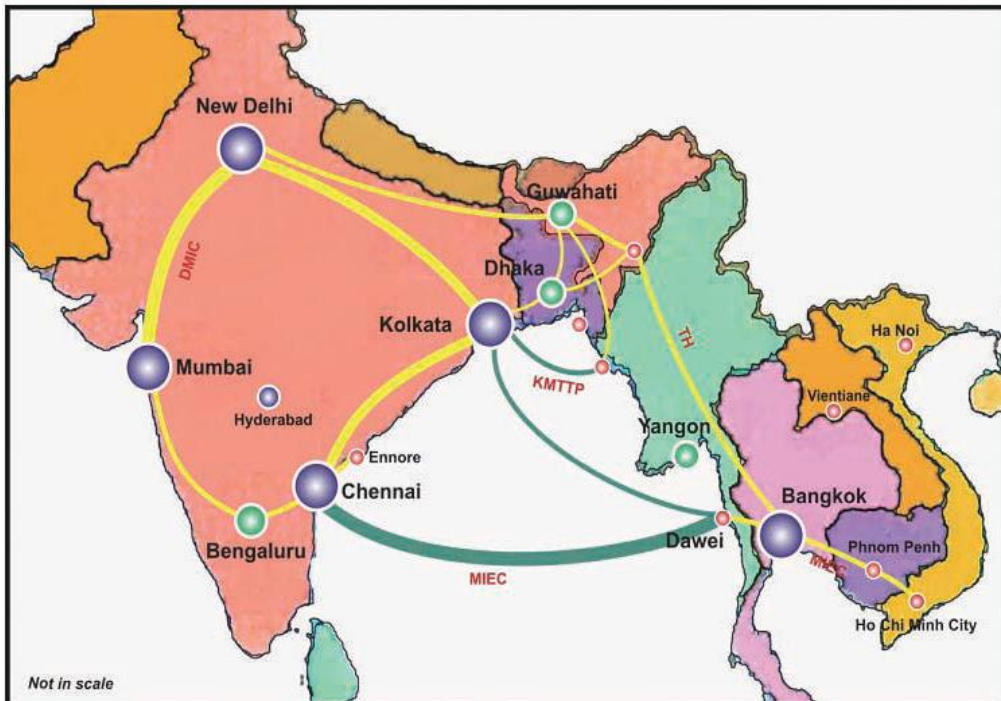 New Delhi
Guwahati
DMIC
Dhaka
Kolkata
TH
Ha Noi
Mumbai
KMTTP
Vientiane
Hyderabad
Yangon
Ennore
Chennai
Bangkok
Bengaluru
Dawei
Phnom Penh
MIEC
MIEC
Ho Chi Minh City
Not in scale